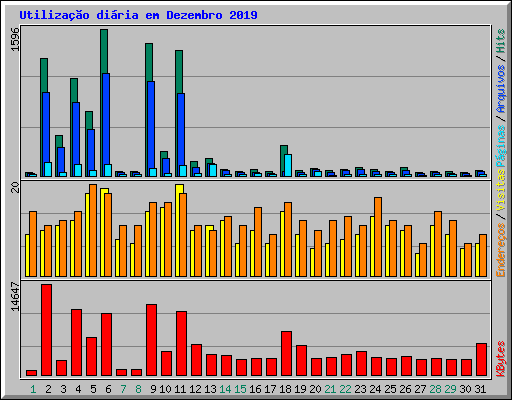 Utilização diária em Dezembro 2019
1596
20
14647
Endereços / Visitas Páginas / Arquivos / Hits
KBytes
1 2 3 4 5 6 7 8 9 10 11 12 13 14 15 16 17 18 19 20 21 22 23 24 25 26 27 28 29 30 31